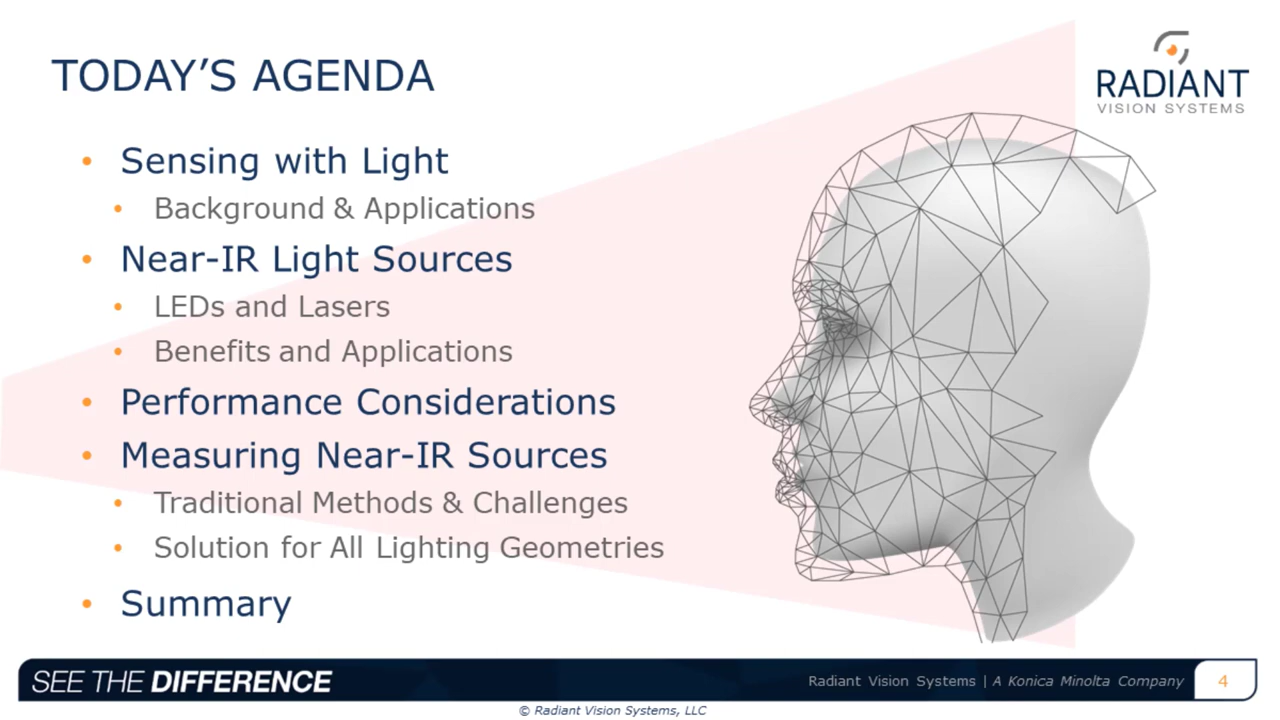 TODAY'S AGENDA
RADIANT
VISION SYSTEMS
• Sensing with Light
• Background & Applications
• Near-IR Light Sources
• LEDs and Lasers
• Benefits and Applications
• Performance Considerations
• Measuring Near-IR Sources
• Traditional Methods & Challenges
• Solution for All Lighting Geometries
• Summary
SEE THE DIFFERENCE
Radiant Vision Systems | A Konica Minolta Company
4
© Radiant Vision Systems, LLC